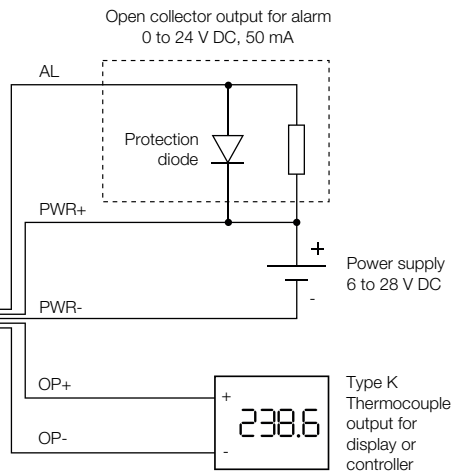 Open collector output for alarm
0 to 24 V DC, 50 mA
AL
Protection
diode
PWR+
+
Power supply
6 to 28 V DC
-
PWR-
OP+
+
238.6
OP-
-
Type K
Thermocouple
output for
display or
controller